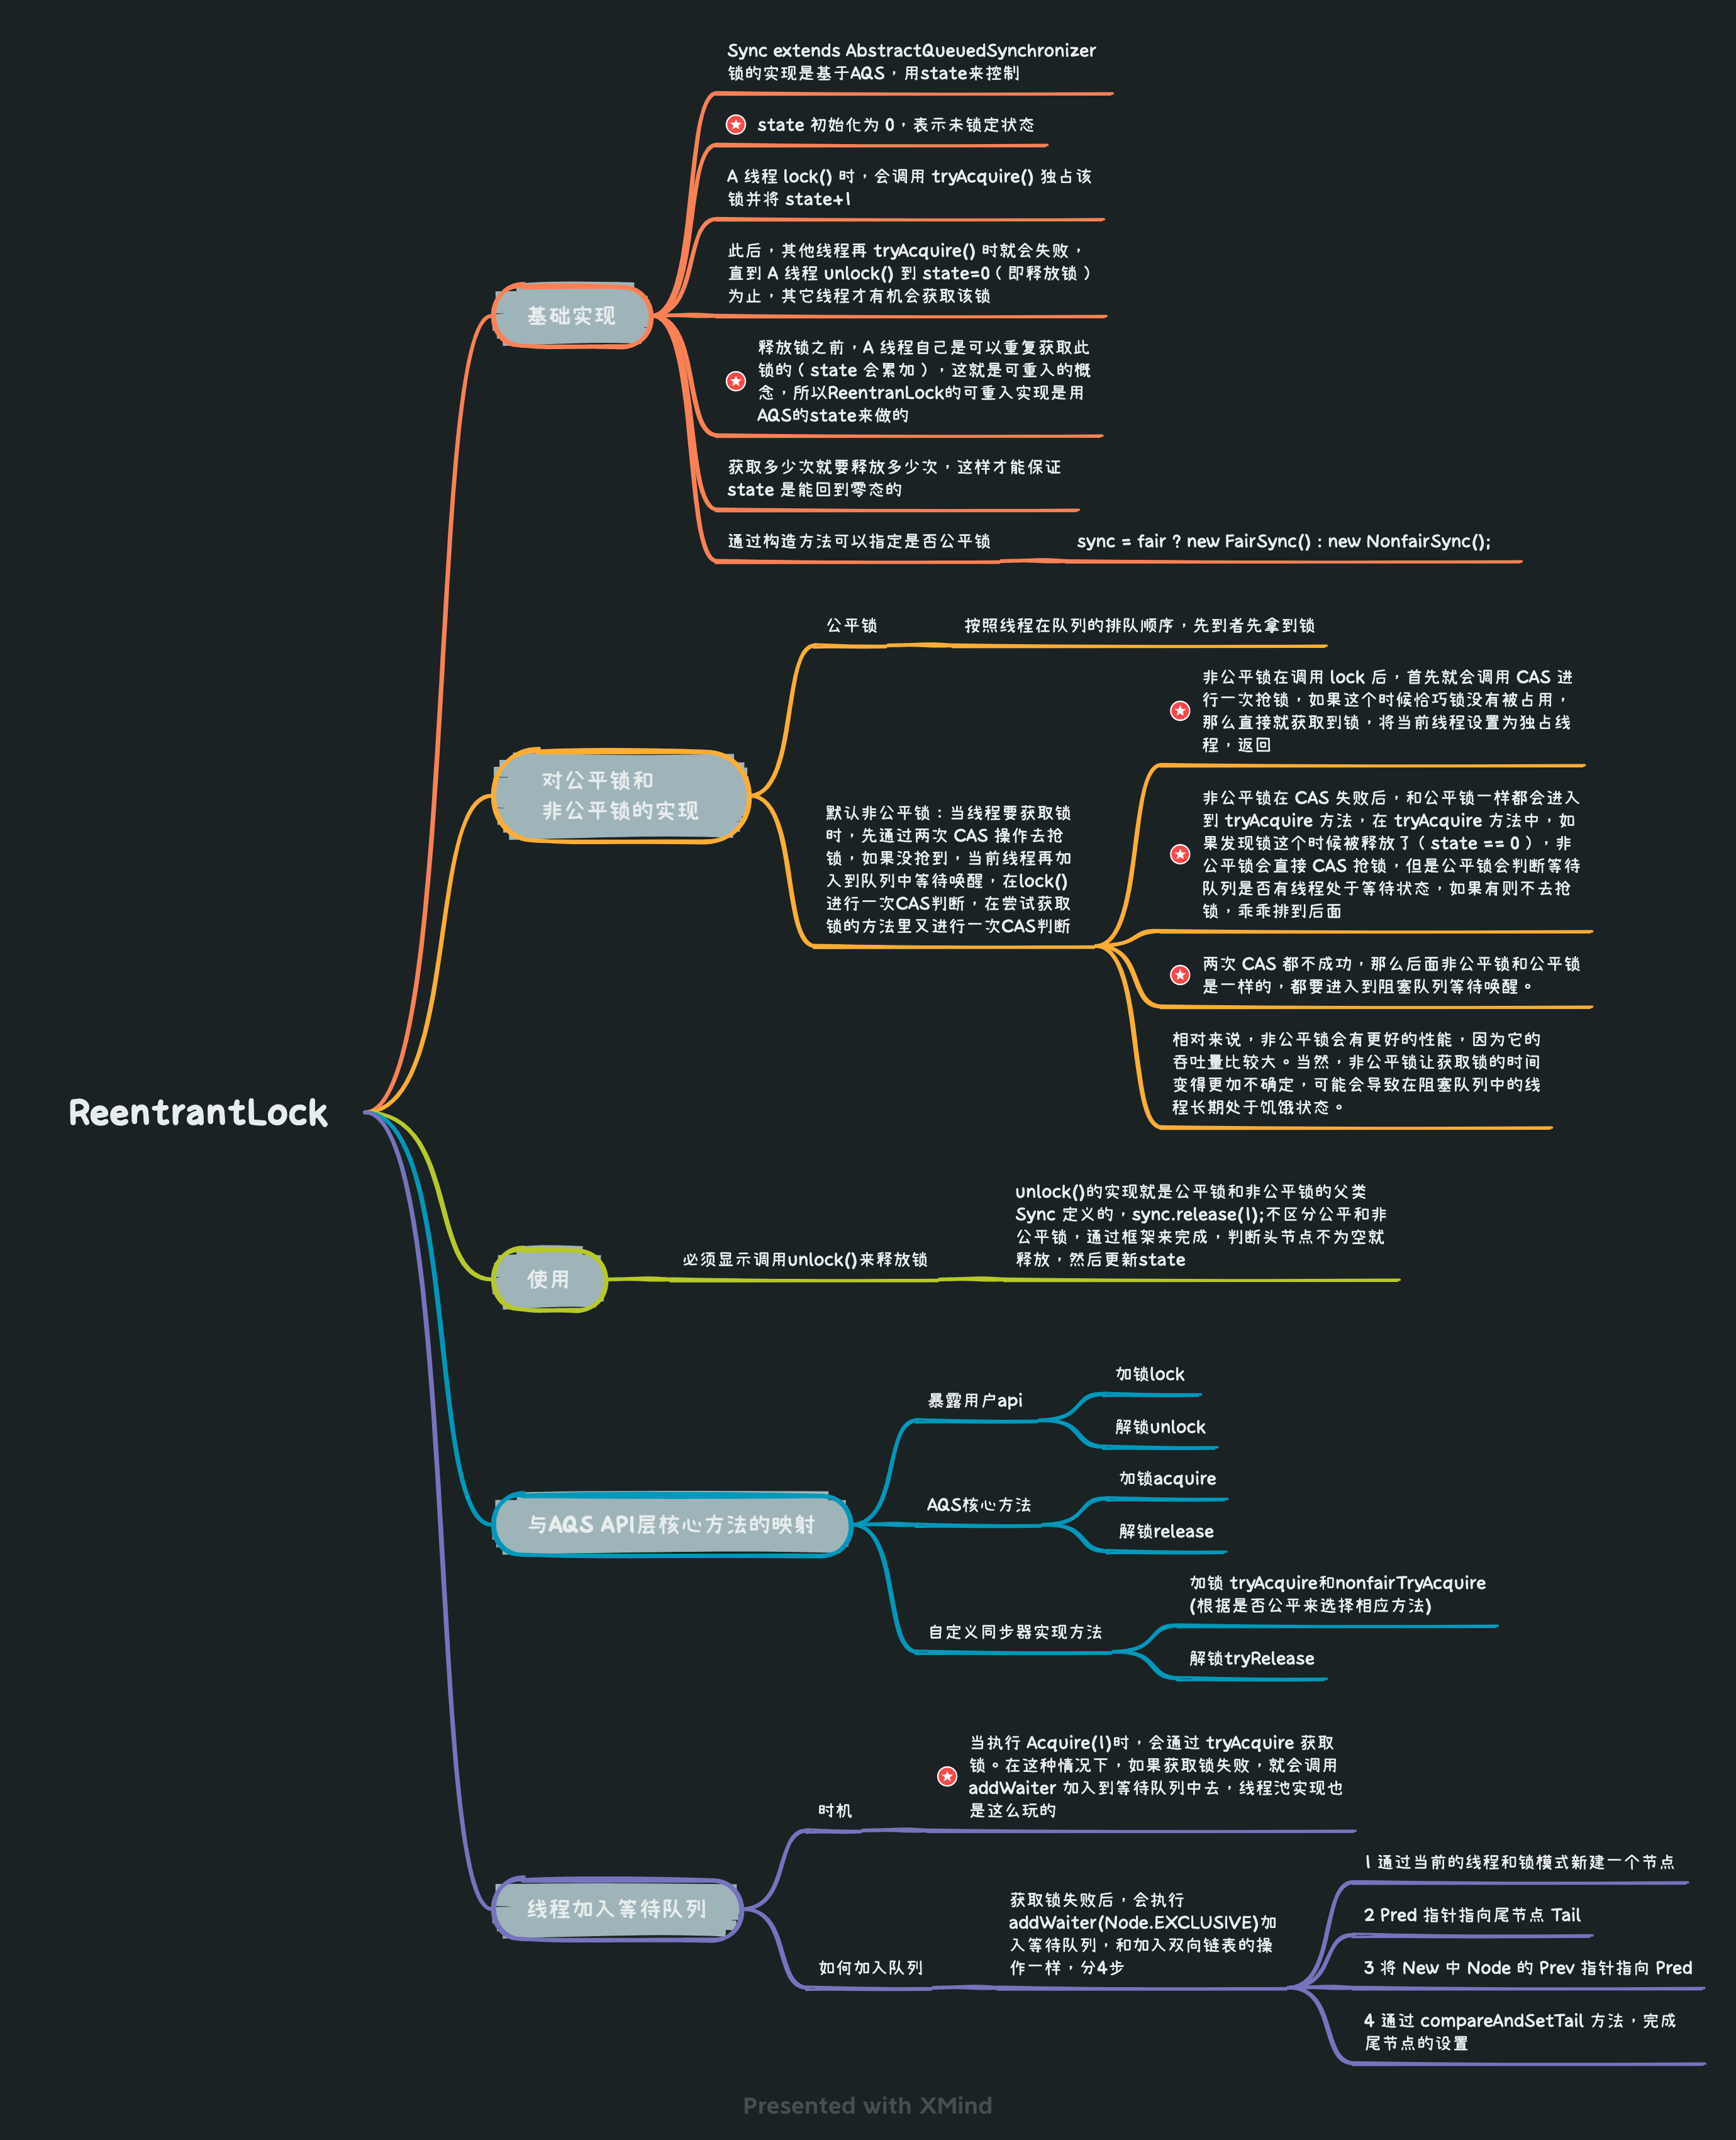 Sync extends AbstractQueuedSynchronizer
锁的实现是基于AQS，用state来控制
state 初始化为 0，表示未锁定状态
A 线程 lock() 时，会调用 tryAcquire() 独占该
锁并将 state+1
此后，其他线程再 tryAcquire() 时就会失败，
直到 A 线程 unlock() 到 state=0（即释放锁）
为止，其它线程才有机会获取该锁
基础实现
释放锁之前，A 线程自己是可以重复获取此
锁的（state 会累加），这就是可重入的概
念，所以ReentranLock的可重入实现是用
AQS的state来做的
获取多少次就要释放多少次，这样才能保证
state 是能回到零态的
通过构造方法可以指定是否公平锁
sync = fair ? new FairSync() : new NonfairSync();
公平锁
按照线程在队列的排队顺序，先到者先拿到锁
对公平锁和
非公平锁的实现
默认非公平锁：当线程要获取锁
时，先通过两次 CAS 操作去抢
锁，如果没抢到，当前线程再加
入到队列中等待唤醒，在lock()
进行一次CAS判断，在尝试获取
锁的方法里又进行一次CAS判断
非公平锁在调用 lock 后，首先就会调用 CAS 进
行一次抢锁，如果这个时候恰巧锁没有被占用，
那么直接就获取到锁，将当前线程设置为独占线
程，返回
非公平锁在 CAS 失败后，和公平锁一样都会进入
到 tryAcquire 方法，在 tryAcquire 方法中，如
果发现锁这个时候被释放了（state == 0），非
公平锁会直接 CAS 抢锁，但是公平锁会判断等待
队列是否有线程处于等待状态，如果有则不去抢
锁，乖乖排到后面
两次 CAS 都不成功，那么后面非公平锁和公平锁
是一样的，都要进入到阻塞队列等待唤醒。
相对来说，非公平锁会有更好的性能，因为它的
吞吐量比较大。当然，非公平锁让获取锁的时间
变得更加不确定，可能会导致在阻塞队列中的线
程长期处于饥饿状态。
ReentrantLock
使用
必须显示调用unlock()来释放锁
unlock()的实现就是公平锁和非公平锁的父类
Sync 定义的，sync.release(1);不区分公平和非
公平锁，通过框架来完成，判断头节点不为空就
释放，然后更新state
与AQS API层核心方法的映射
暴露用户api
加锁lock
解锁unlock
AQS核心方法
加锁acquire
解锁release
自定义同步器实现方法
加锁 tryAcquire和nonfairTryAcquire
(根据是否公平来选择相应方法)
解锁tryRelease
线程加入等待队列
时机
当执行 Acquire(1)时，会通过 tryAcquire 获取
锁。在这种情况下，如果获取锁失败，就会调用
addWaiter 加入到等待队列中去，线程池实现也
是这么玩的
如何加入队列
获取锁失败后，会执行
addWaiter(Node.EXCLUSIVE)加
入等待队列，和加入双向链表的操
作一样，分4步
1 通过当前的线程和锁模式新建一个节点
2 Pred 指针指向尾节点 Tail
3 将 New 中 Node 的 Prev 指针指向 Pred
4 通过 compareAndSetTail 方法，完成
尾节点的设置
Presented with XMind